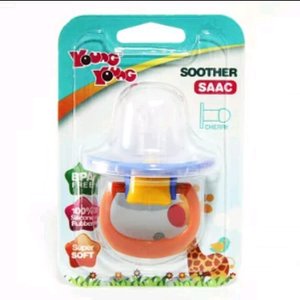 Young
Young
SOOTHER
SAAC
CHERRY
BPA
FREE
100%
Silicone
Rubber
Super
SOFT